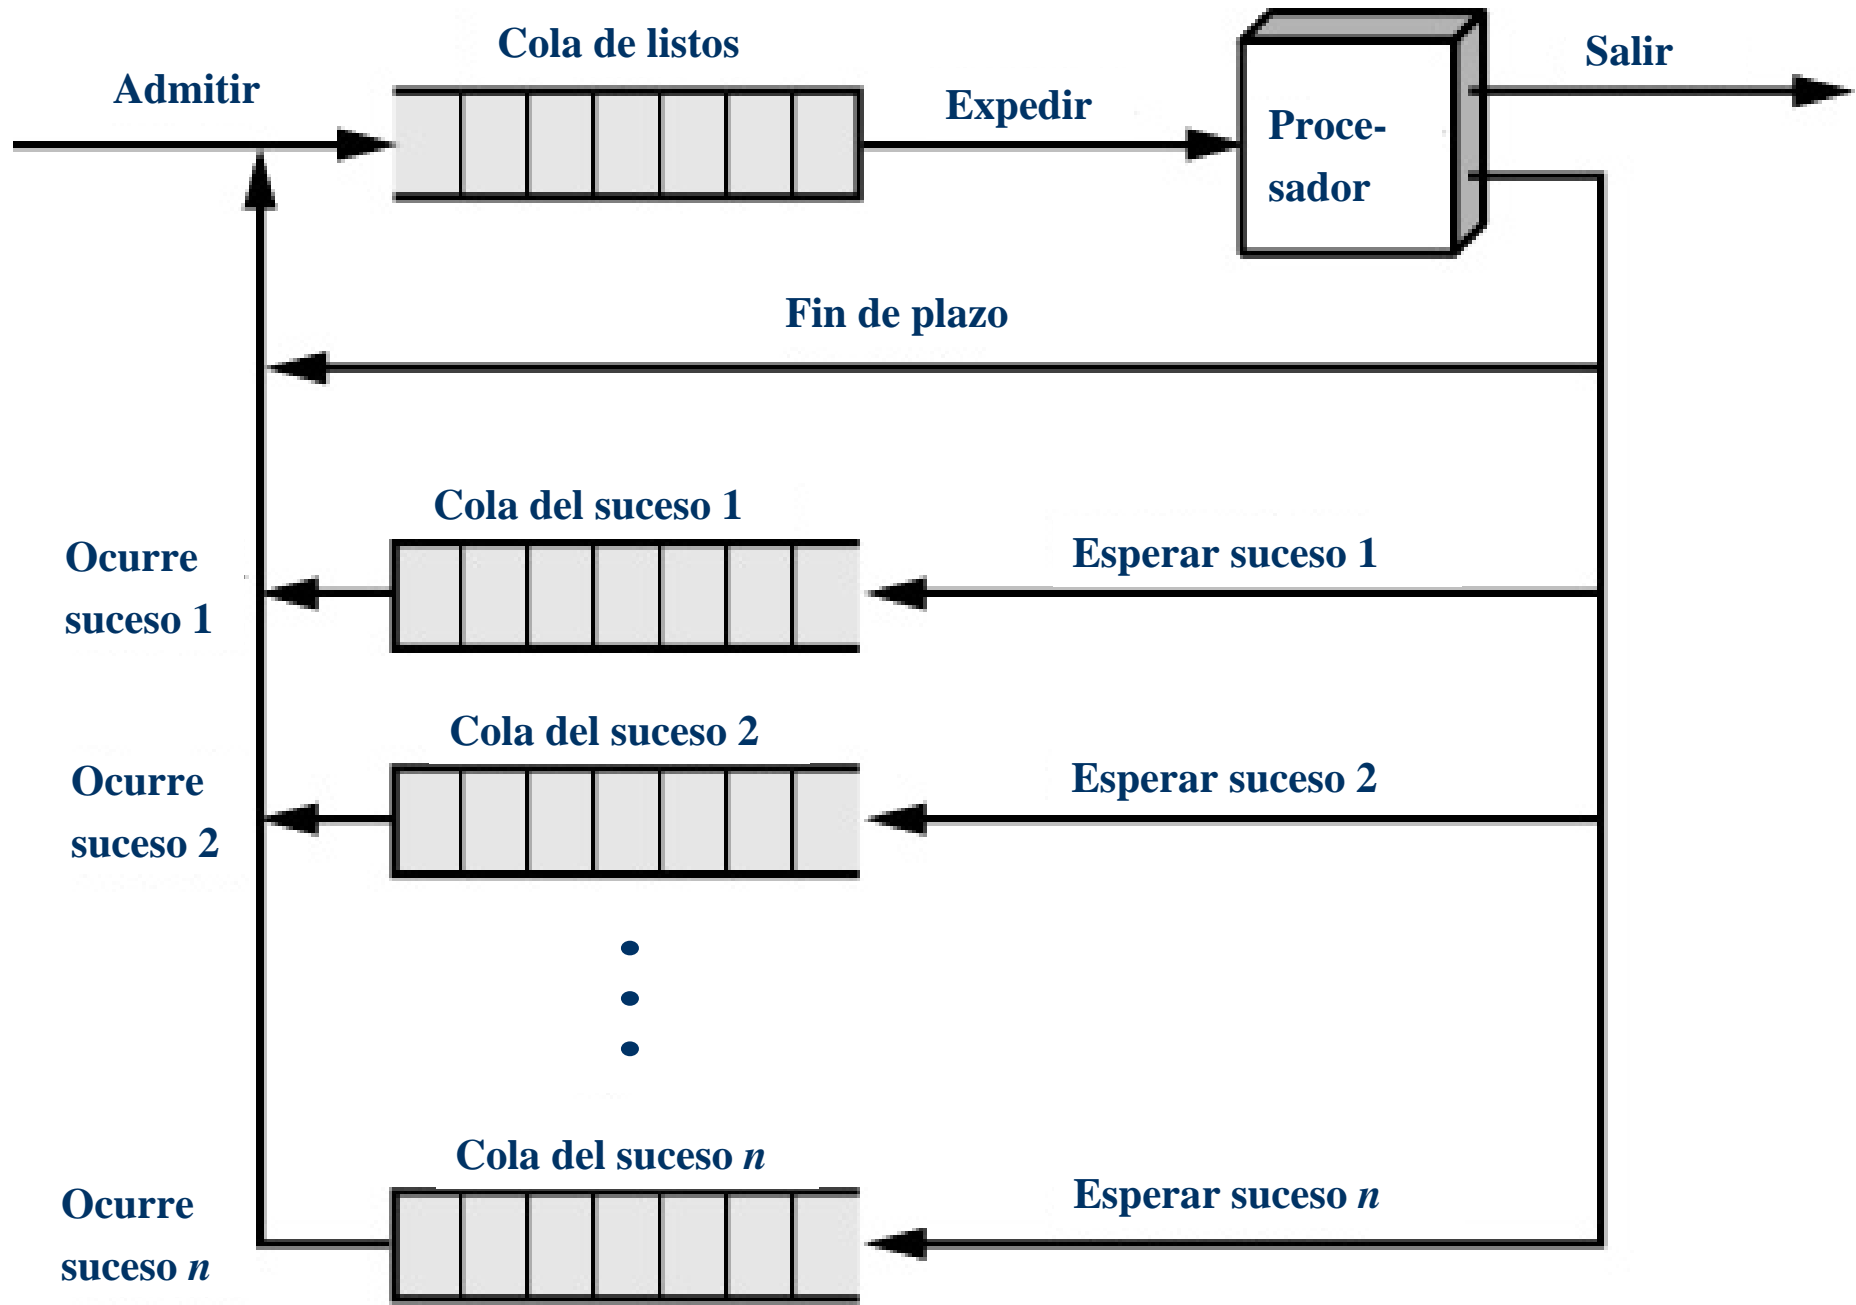 Cola de listos
Admitir
Expedir
Salir
Proce-
sador
Fin de plazo
Cola del suceso 1
Ocurre
suceso 1
Esperar suceso 1
Cola del suceso 2
Ocurre
suceso 2
Esperar suceso 2
Cola del suceso n
Ocurre
suceso n
Esperar suceso n